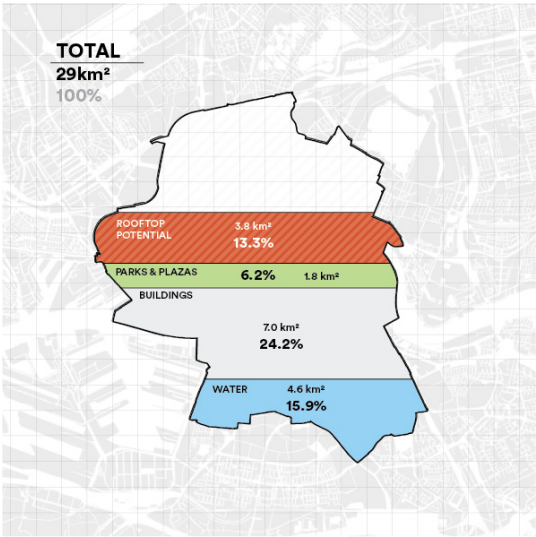 TOTAL
29km²
100%
ROOFTOP
POTENTIAL
3.8 km²
13.3%
PARKS & PLAZAS
6.2%
1.8 km²
BUILDINGS
7.0 km²
24.2%
WATER
4.6 km²
15.9%